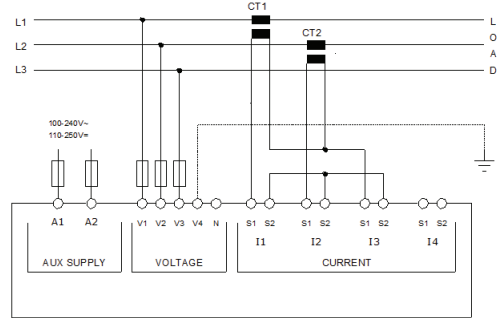 CT1
L1
L
L2
CT2
O
A
L3
D
100-240V~
110-250V=
A1 A2 V1 V2 V3 V4 N S1 S2 S1 S2 S1 S2 S1 S2
I1 I2 I3 I4
AUX SUPPLY VOLTAGE CURRENT